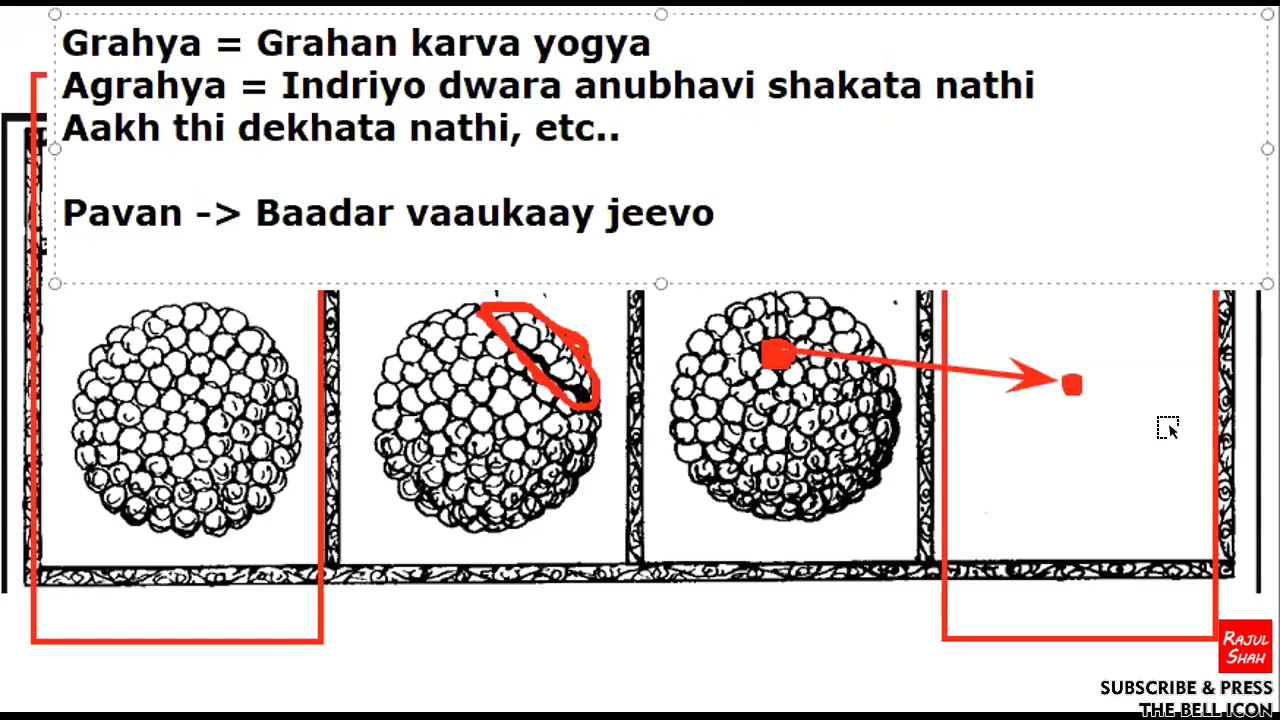 Grahya = Grahan karva yogya
Agrahya = Indriyo dwara anubhavi shakata nathi
Aakh thi dekhata nathi, etc..
Pavan -> Baadar vaaukaay jeevo
RAJUL
SHAH
SUBSCRIBE & PRESS
THE BELL ICON